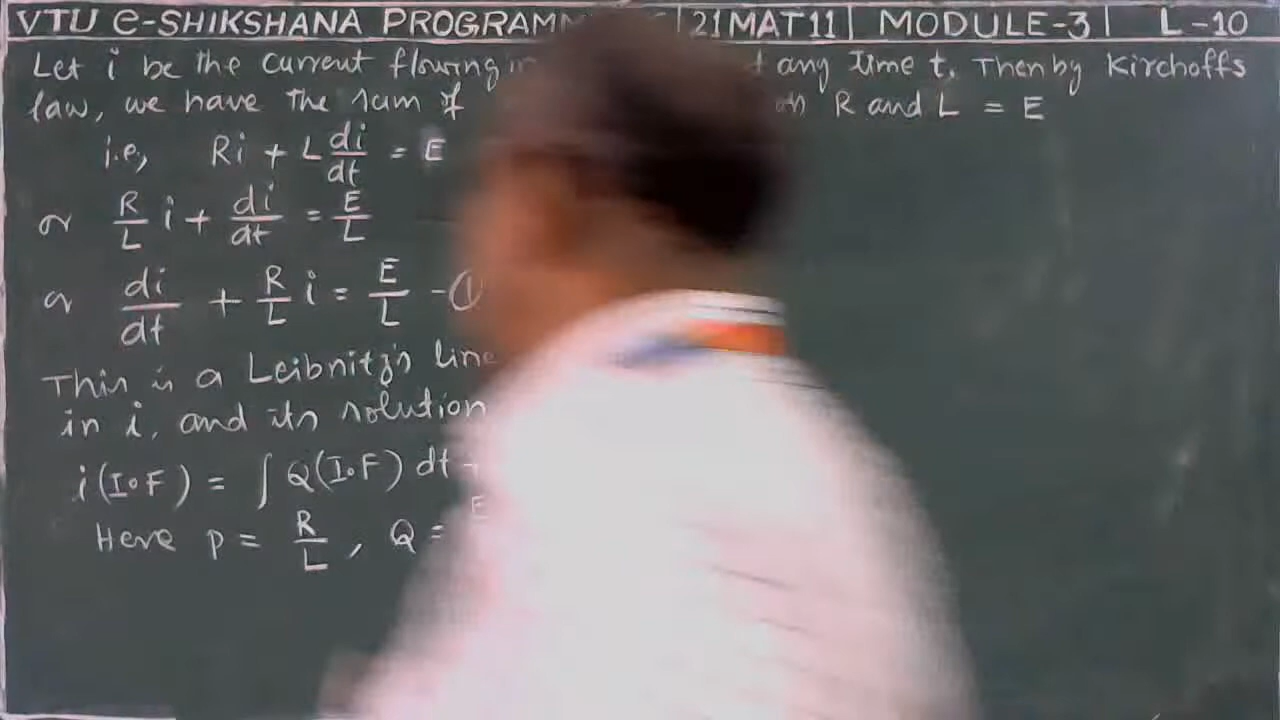 VTU e-SHIKSHANA PROGRAMM | 21MAT11 | MODULE-3 | L-10
Let i be the current flowing any time t. Then by Kirchoffs
law, we have the sum of R and L = E
i.e, Ri + L di/dt = E
or R/L i + di/dt = E/L
or di/dt + R/L i = E/L - ①
This is a Leibnitz's
in i, and its solution
i(I.F) = ∫ Q(I.F) dt
Here p = R/L, Q = E